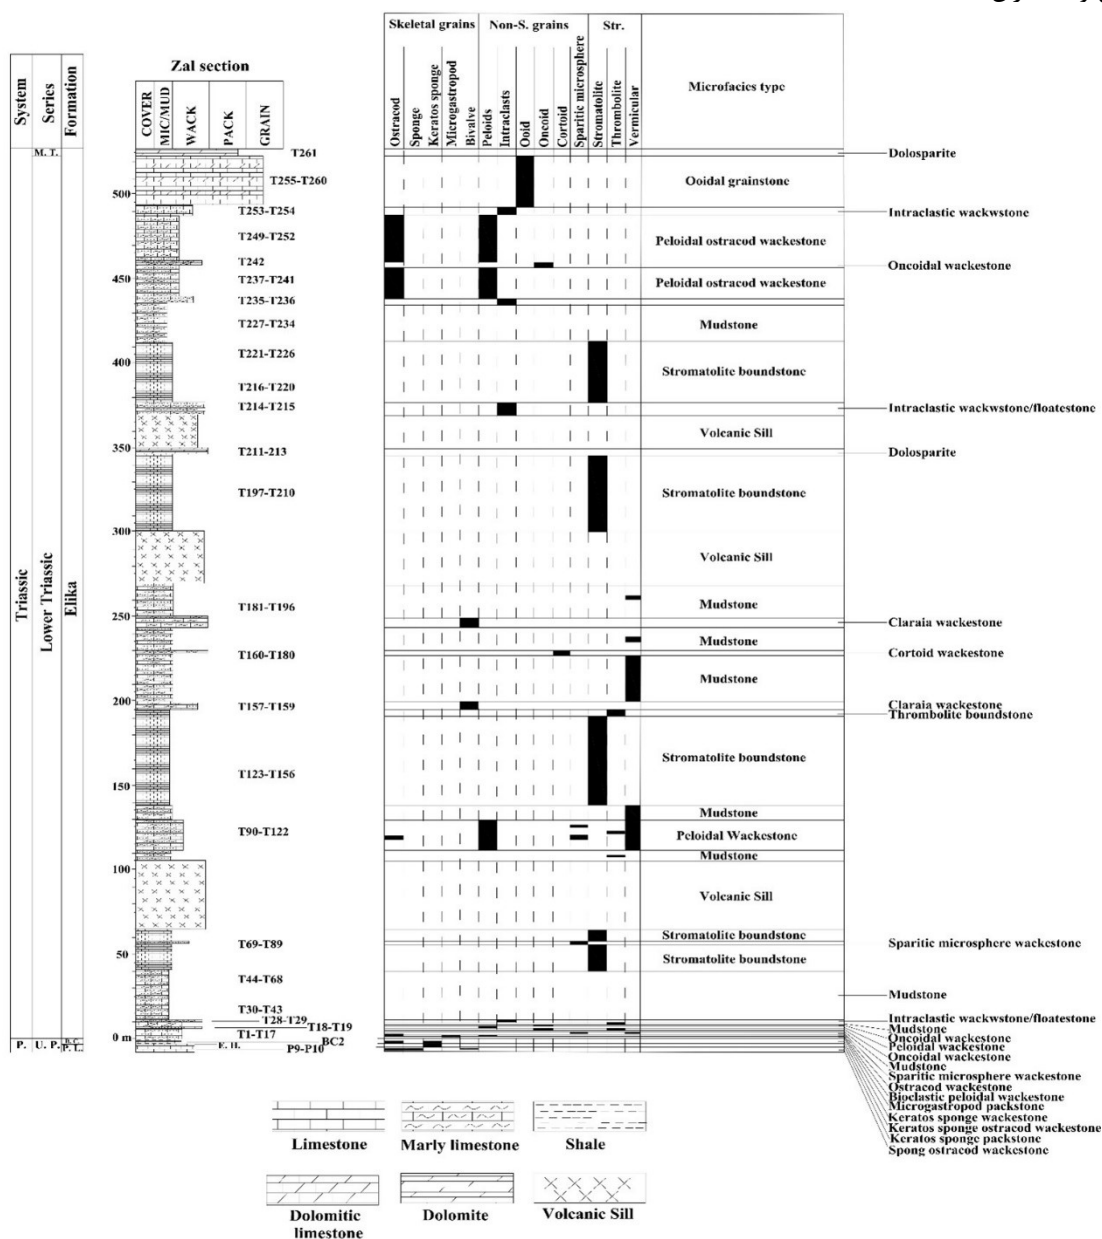 Skeletal grains
Non-S. grains
Str.
System
Series
Formation
Zal section
COVER
MIC/MUD
WACK
PACK
GRAIN
Ostracod
Sponge
Keratos sponge
Microgastropod
Bivalve
Peloids
Intraclasts
Ooid
Oncoid
Cortoid
Sparitic microsphere
Stromatolite
Thrombolite
Vermicular
Microfacies type
M. T.
T261
Dolosparite
T255-T260
Ooidal grainstone
500
T253-T254
Intraclastic wackwstone
T249-T252
Peloidal ostracod wackestone
T242
Oncoidal wackestone
450
T237-T241
Peloidal ostracod wackestone
T235-T236
T227-T234
Mudstone
400
T221-T226
Stromatolite boundstone
T216-T220
T214-T215
Intraclastic wackwstone/floatestone
Volcanic Sill
350
T211-213
Dolosparite
T197-T210
Stromatolite boundstone
300
Volcanic Sill
Triassic
Lower Triassic
Elika
T181-T196
Mudstone
250
Claraia wackestone
Mudstone
T160-T180
Cortoid wackestone
Mudstone
200
T157-T159
Claraia wackestone
Thrombolite boundstone
Stromatolite boundstone
T123-T156
150
Mudstone
T90-T122
Peloidal Wackestone
Mudstone
100
Volcanic Sill
Stromatolite boundstone
T69-T89
Sparitic microsphere wackestone
50
Stromatolite boundstone
T44-T68
Mudstone
T30-T43
T28-T29
Intraclastic wackwstone/floatestone
T18-T19
Mudstone
T1-T17
Oncoidal wackestone
0 m
P.
U. P.
B. C.
P. L.
E. H.
BC2
P9-P10
Peloidal wackestone
Oncoidal wackestone
Mudstone
Sparitic microsphere wackestone
Ostracod wackestone
Bioclastic peloidal wackestone
Microgastropod packstone
Keratos sponge wackestone
Keratos sponge ostracod wackestone
Keratos sponge packstone
Spong ostracod wackestone
Limestone
Marly limestone
Shale
Dolomitic
limestone
Dolomite
Volcanic Sill